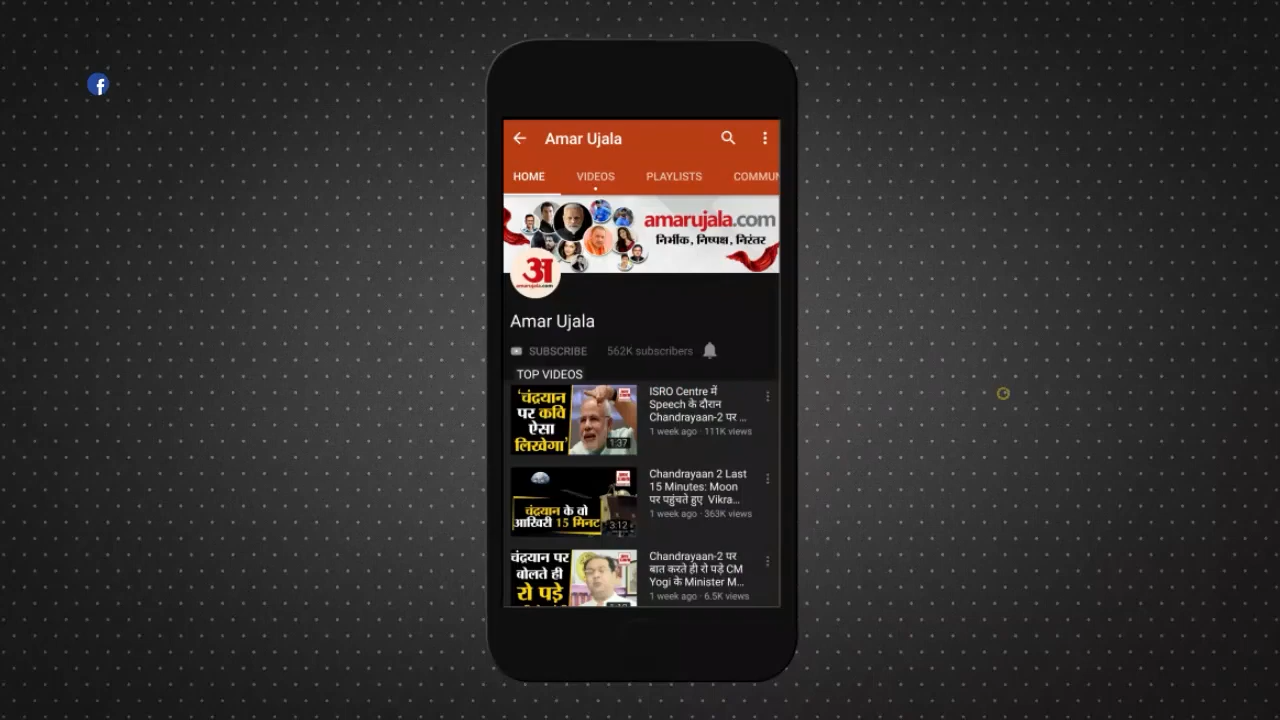 Amar Ujala
HOME VIDEOS PLAYLISTS COMMUN
amarujala.com
निर्भीक, निष्पक्ष, निरंतर
अ
amarujala.com
Amar Ujala
SUBSCRIBE 562K subscribers
TOP VIDEOS
'चंद्रयान
पर कवि
ऐसा
लिखेगा'
1:37
ISRO Centre में
Speech के दौरान
Chandrayaan-2 पर ...
1 week ago · 111K views
चंद्रयान के वो
आखिरी 15 मिनट
3:12
Chandrayaan 2 Last
15 Minutes: Moon
पर पहुंचते हुए Vikra...
1 week ago · 363K views
चंद्रयान पर
बोलते ही
रो पड़े
Chandrayaan-2 पर
बात करते ही रो पड़े CM
Yogi के Minister M...
1 week ago · 6.5K views